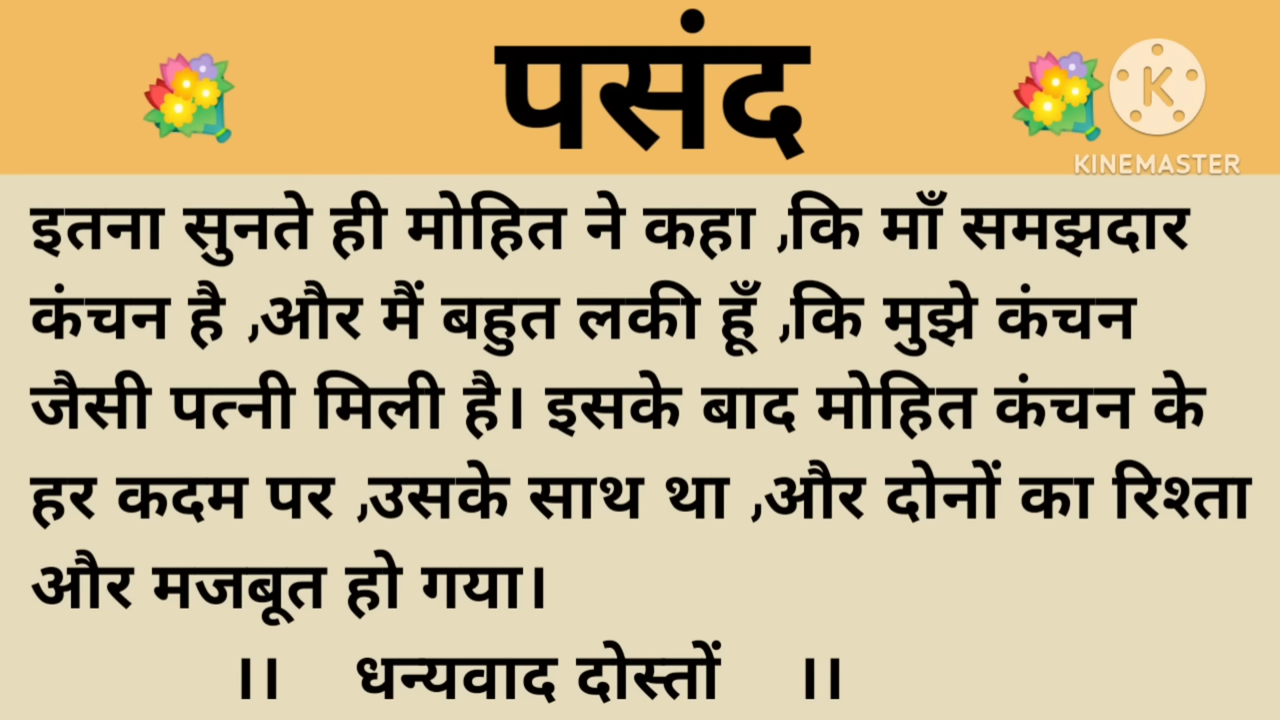 पसंद
KINEMASTER
इतना सुनते ही मोहित ने कहा ,कि माँ समझदार
कंचन है ,और मैं बहुत लकी हूँ ,कि मुझे कंचन
जैसी पत्नी मिली है। इसके बाद मोहित कंचन के
हर कदम पर ,उसके साथ था ,और दोनों का रिश्ता
और मजबूत हो गया।
।। धन्यवाद दोस्तों ।।